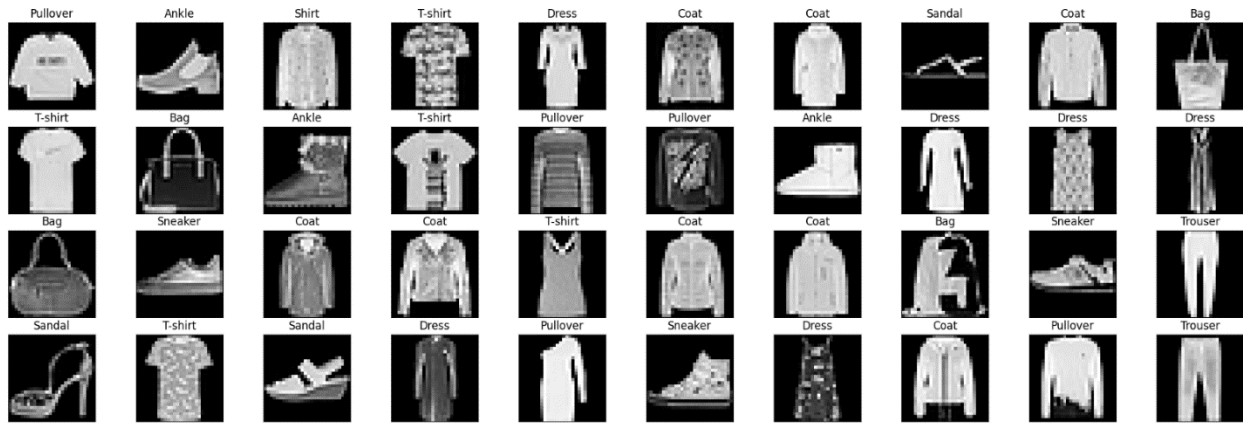 Pullover Ankle Shirt T-shirt Dress Coat Coat Sandal Coat Bag
T-shirt Bag Ankle T-shirt Pullover Pullover Ankle Dress Dress Dress
Bag Sneaker Coat Coat T-shirt Coat Coat Bag Sneaker Trouser
Sandal T-shirt Sandal Dress Pullover Sneaker Dress Coat Pullover Trouser